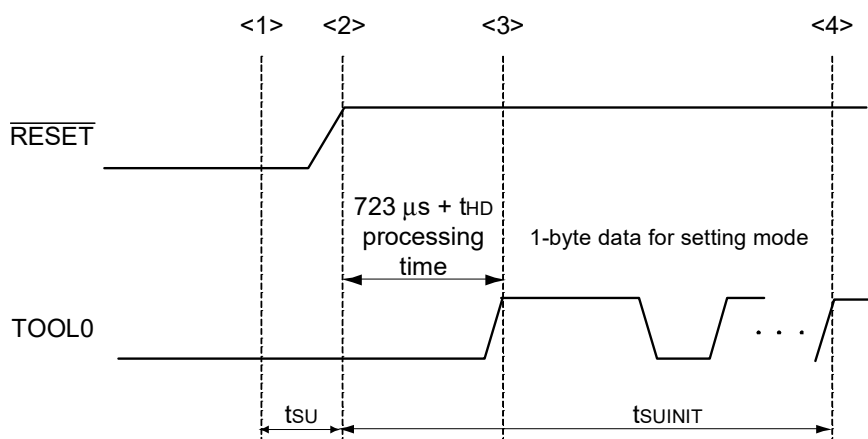 <1> <2> <3> <4>
RESET
723 μs + tHD
processing
time
1-byte data for setting mode
TOOL0
. . .
tSU
tSUINIT